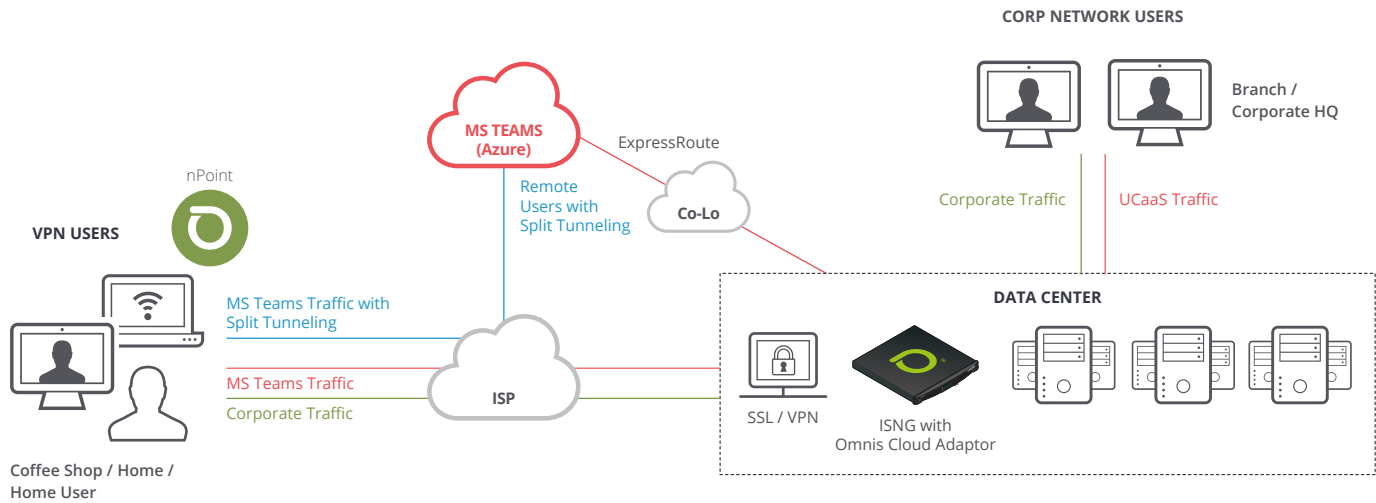 CORP NETWORK USERS
Branch /
Corporate HQ
MS TEAMS
(Azure)
ExpressRoute
nPoint
Remote
Users with
Split Tunneling
Co-Lo
Corporate Traffic
UCaaS Traffic
VPN USERS
MS Teams Traffic with
Split Tunneling
DATA CENTER
MS Teams Traffic
Corporate Traffic
ISP
SSL / VPN
ISNG with
Omnis Cloud Adaptor
Coffee Shop / Home /
Home User